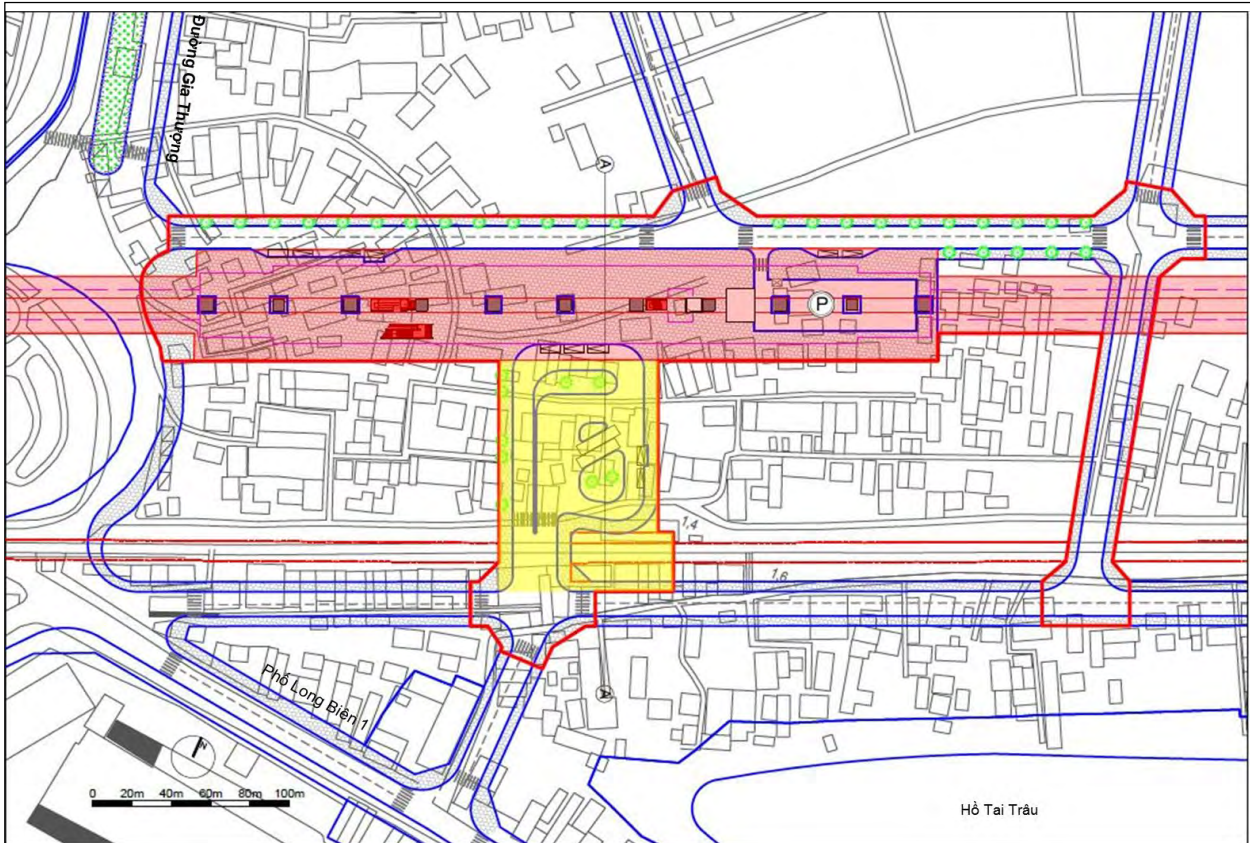 Đường Gia Thượng
A
P
1,4
1,6
Phố Long Biên 1
A
N
0 20m 40m 60m 80m 100m
Hồ Tai Trâu